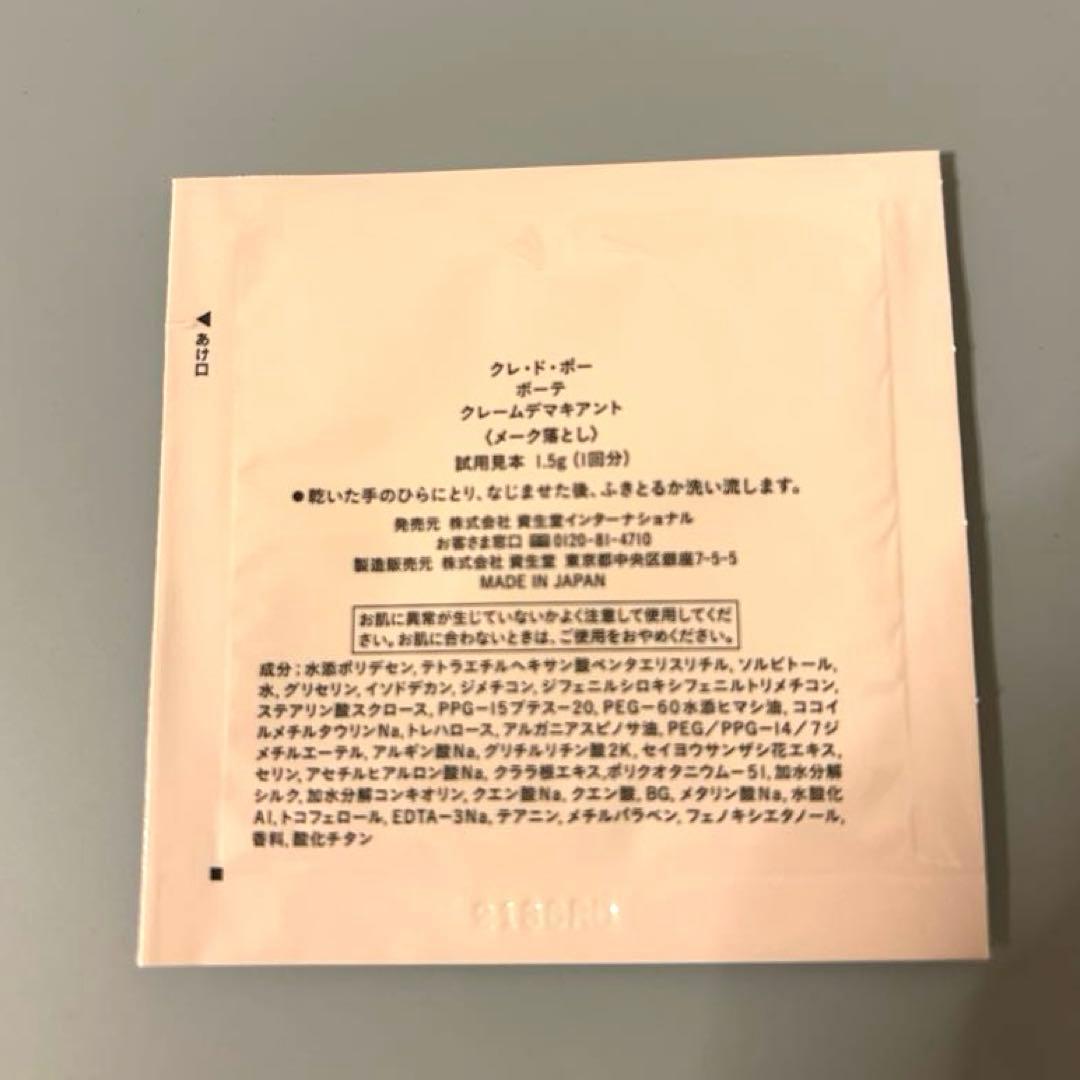 あけ口
クレ・ド・ポー
ボーテ
クレームデマキアント
〈メーク落とし〉
試用見本 1.5g (1回分)
●乾いた手のひらにとり、なじませた後、ふきとるか洗い流します。
発売元 株式会社 資生堂インターナショナル
お客さま窓口 0120-81-4710
製造販売元 株式会社 資生堂 東京都中央区銀座7-5-5
MADE IN JAPAN
お肌に異常が生じていないかよく注意して使用してくだ
さい。お肌に合わないときは、ご使用をおやめください。
成分；水添ポリデセン, テトラエチルヘキサン酸ペンタエリスリチル, ソルビトール,
水, グリセリン, イソドデカン, ジメチコン, ジフェニルシロキシフェニルトリメチコン,
ステアリン酸スクロース, PPG-15ブテス-20, PEG-60水添ヒマシ油, ココイ
ルメチルタウリンNa, トレハロース, アルガニアスピノサ油, PEG/PPG-14/7ジ
メチルエーテル, アルギン酸Na, グリチルリチン酸2K, セイヨウサンザシ花エキス,
セリン, アセチルヒアルロン酸Na, クララ根エキス, ポリクオタニウム-51, 加水分解
シルク, 加水分解コンキオリン, クエン酸Na, クエン酸, BG, メタリン酸Na, 水酸化
Al, トコフェロール, EDTA-3Na, テアニン, メチルパラベン, フェノキシエタノール,
香料, 酸化チタン